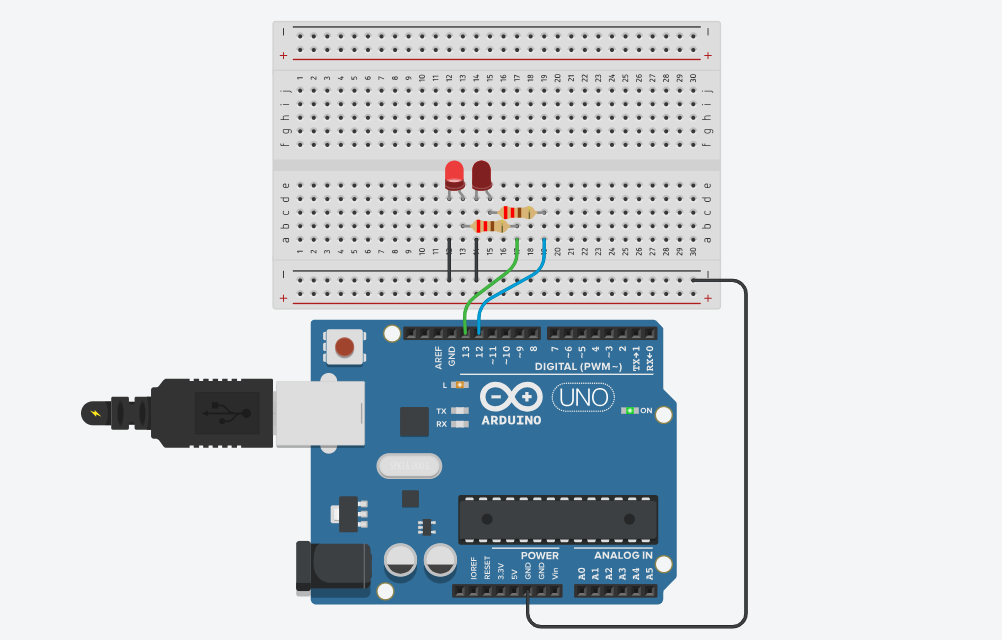 − −
+ +
1 2 3 4 5 6 7 8 9 10 11 12 13 14 15 16 17 18 19 20 21 22 23 24 25 26 27 28 29 30
j j
i i
h h
g g
f f
e e
d d
c c
b b
a a
1 2 3 4 5 6 7 8 9 10 11 13 15 16 18 20 21 22 23 24 25 26 27 28 29 30
− −
+ +
AREF GND 13 12 ~11 ~10 ~9 8 7 ~6 ~5 4 ~3 2 TX→1 RX←0
DIGITAL (PWM~)
L
TX
RX
ARDUINO
UNO
ON
POWER
ANALOG IN
IOREF RESET 3.3V 5V GND GND Vin A0 A1 A2 A3 A4 A5